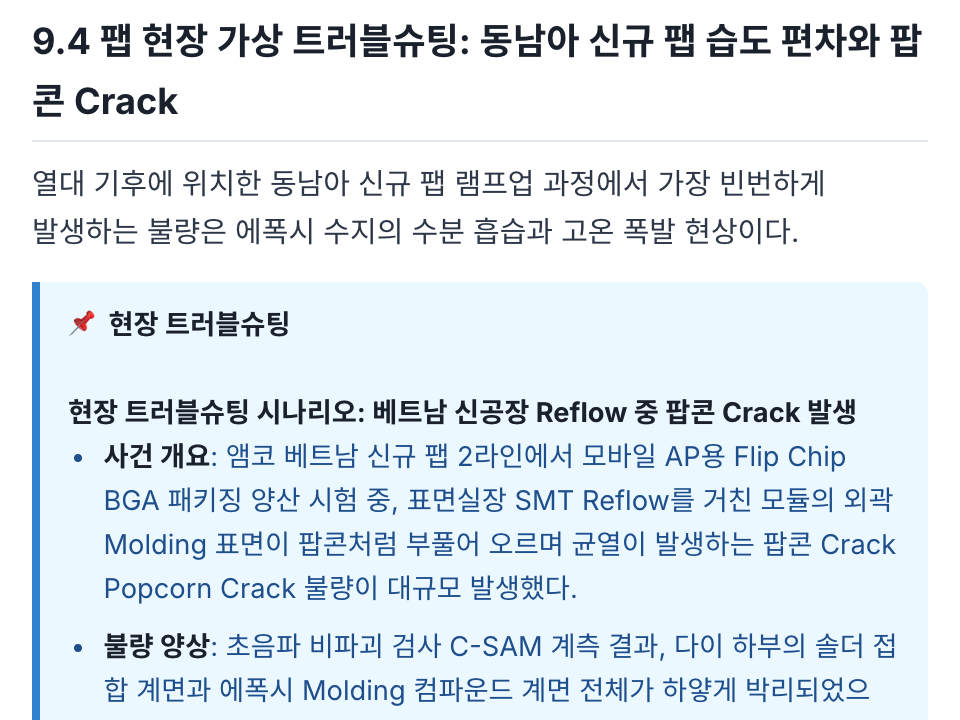 9.4 팹 현장 가상 트러블슈팅: 동남아 신규 팹 습도 편차와 팝
콘 Crack
열대 기후에 위치한 동남아 신규 팹 램프업 과정에서 가장 빈번하게
발생하는 불량은 에폭시 수지의 수분 흡습과 고온 폭발 현상이다.
📌 현장 트러블슈팅
현장 트러블슈팅 시나리오: 베트남 신공장 Reflow 중 팝콘 Crack 발생
• 사건 개요: 앰코 베트남 신규 팹 2라인에서 모바일 AP용 Flip Chip
BGA 패키징 양산 시험 중, 표면실장 SMT Reflow를 거친 모듈의 외곽
Molding 표면이 팝콘처럼 부풀어 오르며 균열이 발생하는 팝콘 Crack
Popcorn Crack 불량이 대규모 발생했다.
• 불량 양상: 초음파 비파괴 검사 C-SAM 계측 결과, 다이 하부의 솔더 접
합 계면과 에폭시 Molding 컴파운드 계면 전체가 하얗게 박리되었으